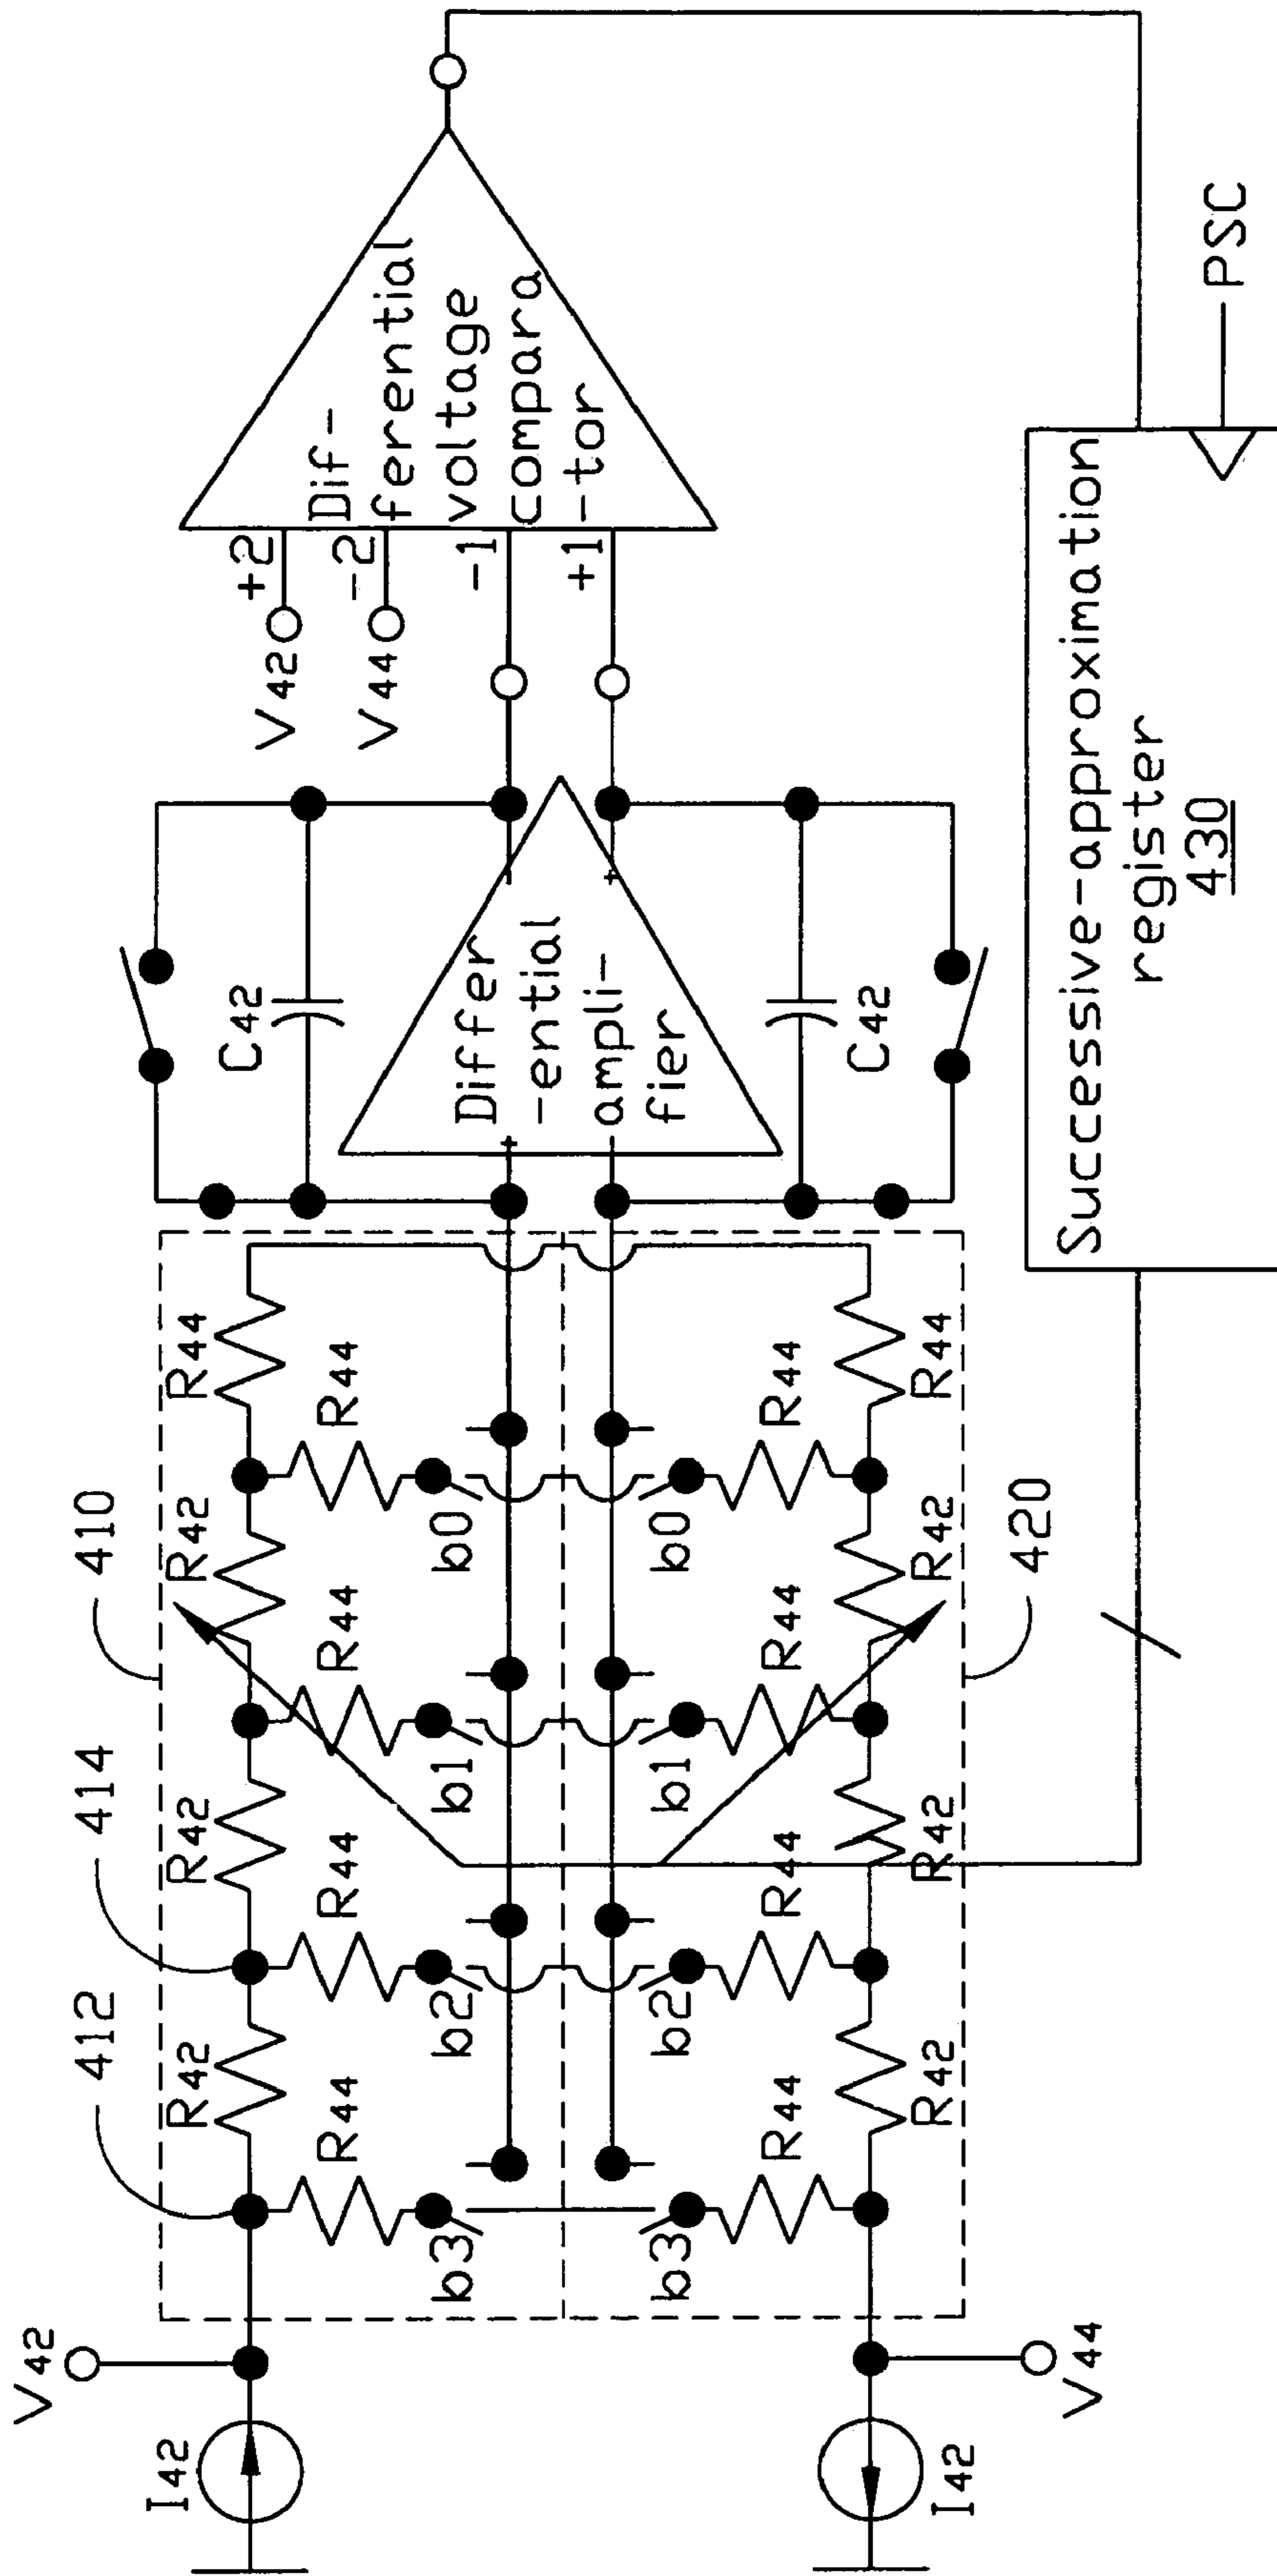 V42
I42
412
414
410
R42
R42
R42
R44
R44
R44
R44
R44
b3
b2
b1
b0
b3
b2
b1
b0
R44
R44
R44
R44
R42
R42
R42
R44
420
I42
V44
C42
Differ
-ential
ampli-
fier
C42
V42
V44
+2
-2
-1
+1
Dif-
ferential
voltage
compara
-tor
Successive-approximation
register
430
PSC